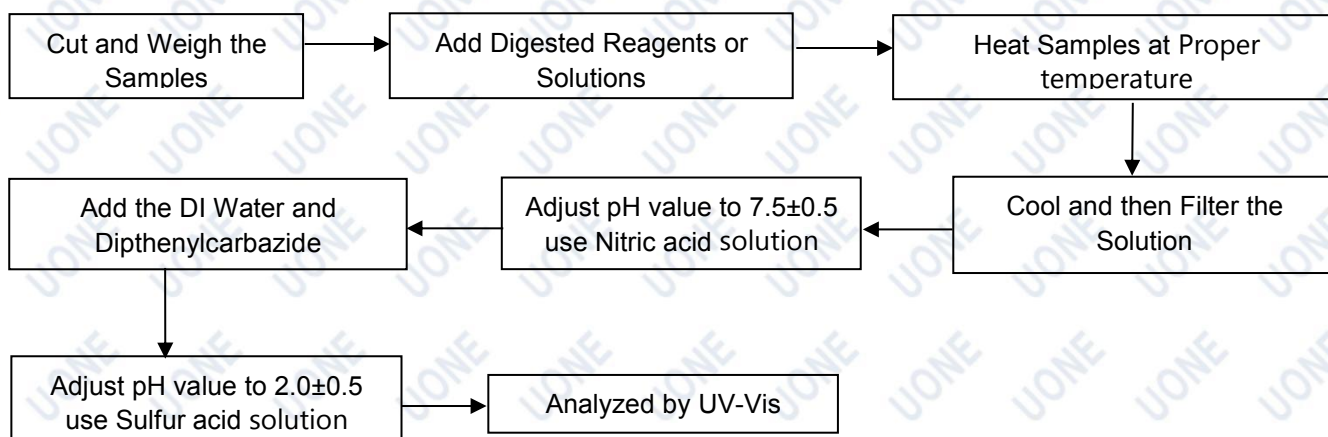 Cut and Weigh the
Samples
Add Digested Reagents or
Solutions
Heat Samples at Proper
temperature
Cool and then Filter the
Solution
Adjust pH value to 7.5±0.5
use Nitric acid solution
Add the DI Water and
Dipthenylcarbazide
Adjust pH value to 2.0±0.5
use Sulfur acid solution
Analyzed by UV-Vis
UONE